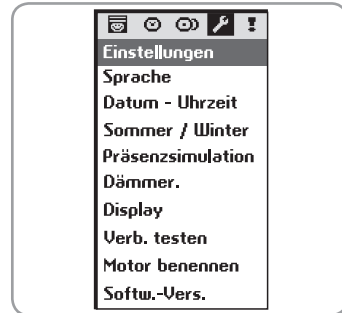 Einstellungen
Sprache
Datum - Uhrzeit
Sommer / Winter
Präsenzsimulation
Dämmer.
Display
Verb. testen
Motor benennen
Softw.-Vers.